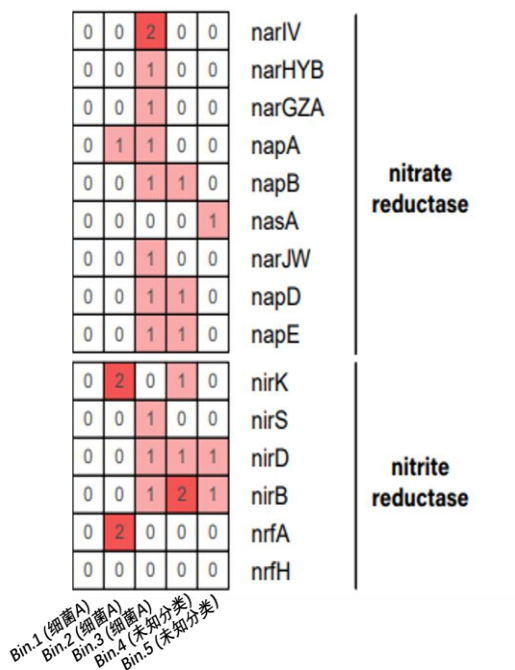 0 0 2 0 0 narIV
0 0 1 0 0 narHYB
0 0 1 0 0 narGZA
0 1 1 0 0 napA
0 0 1 1 0 napB
0 0 0 0 1 nasA
0 0 1 0 0 narJW
0 0 1 1 0 napD
0 0 1 1 0 napE
nitrate
reductase
0 2 0 1 0 nirK
0 0 1 0 0 nirS
0 0 1 1 1 nirD
0 0 1 2 1 nirB
0 2 0 0 0 nrfA
0 0 0 0 0 nrfH
nitrite
reductase
Bin.1 (细菌A)
Bin.2 (细菌A)
Bin.3 (细菌A)
Bin.4 (未知分类)
Bin.5 (未知分类)